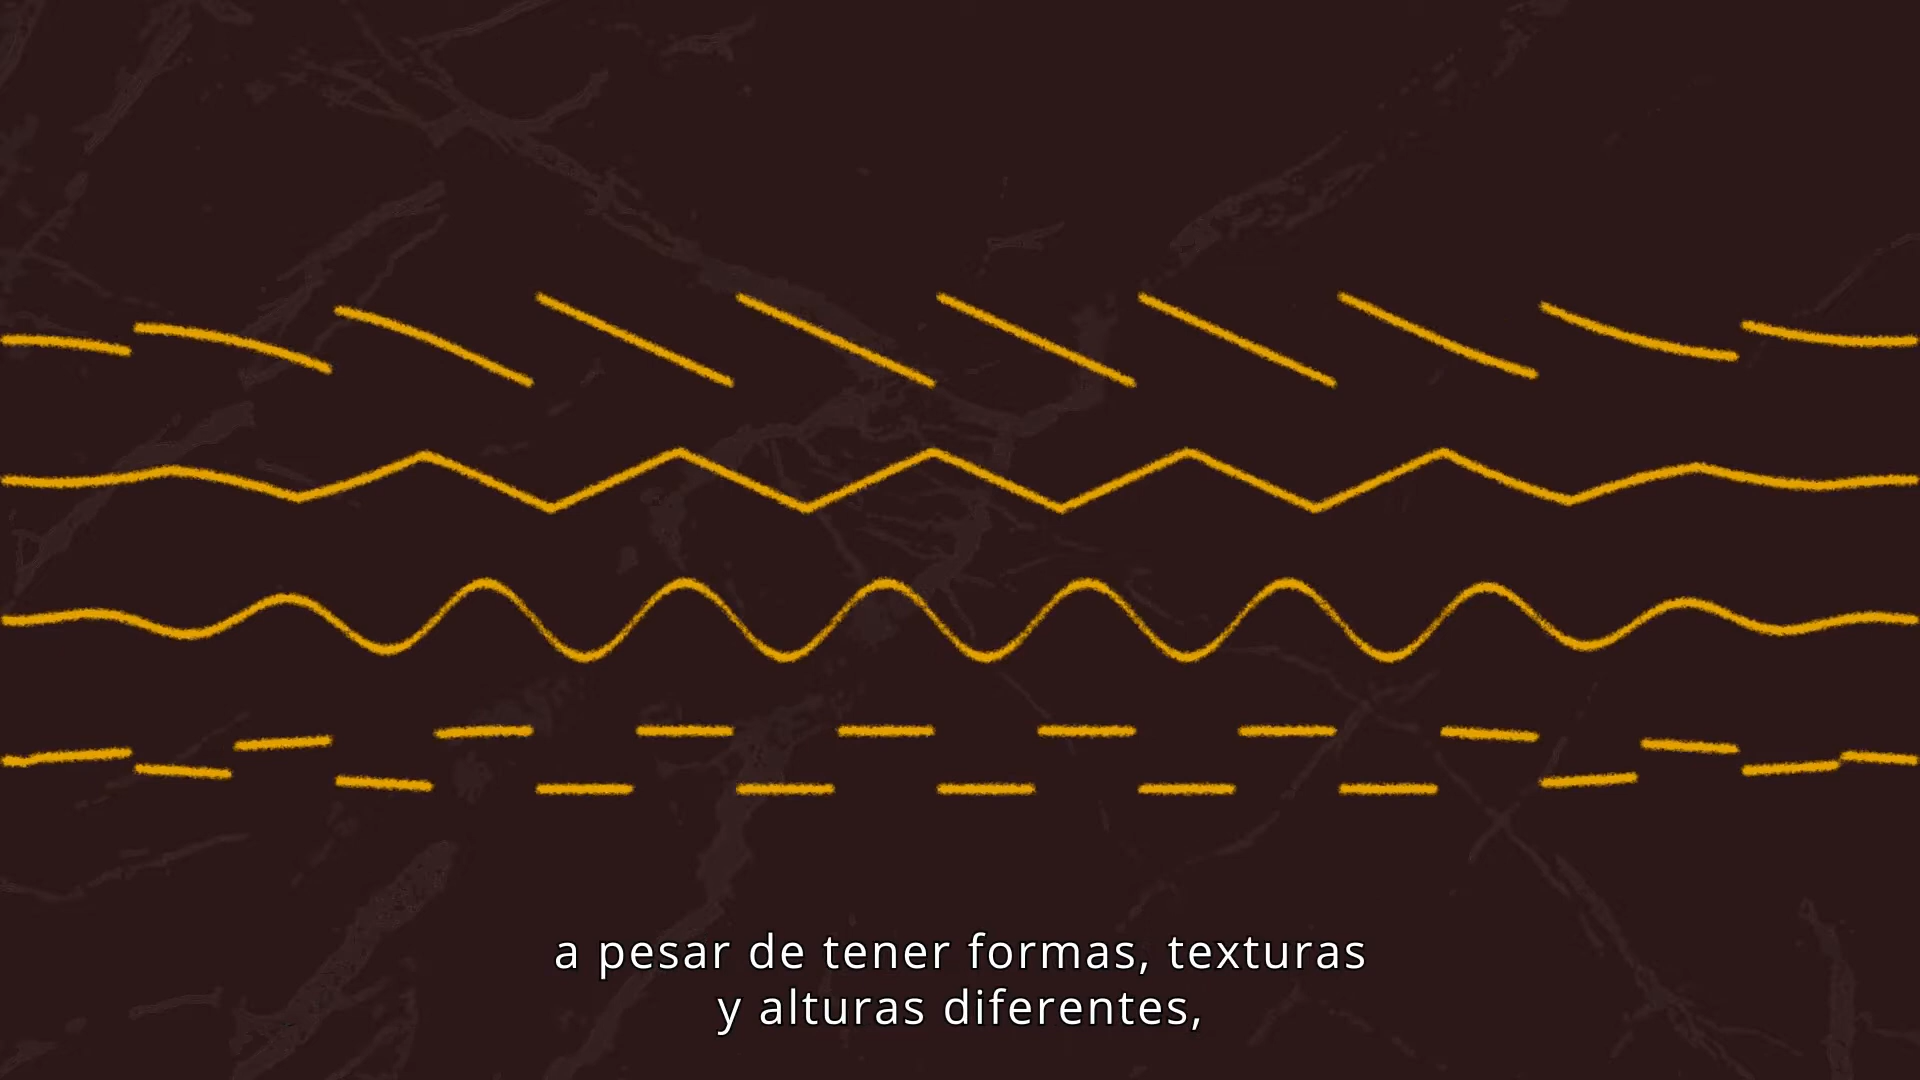 a pesar de tener formas, texturas
y alturas diferentes,